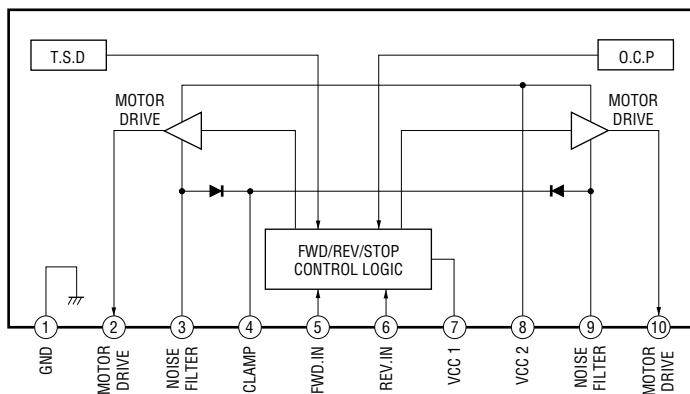 T.S.D
O.C.P
MOTOR
DRIVE
MOTOR
DRIVE
FWD/REV/STOP
CONTROL LOGIC
1
2
3
4
5
6
7
8
9
10
GND
MOTOR
DRIVE
NOISE
FILTER
CLAMP
FWD.IN
REV.IN
VCC 1
VCC 2
NOISE
FILTER
MOTOR
DRIVE